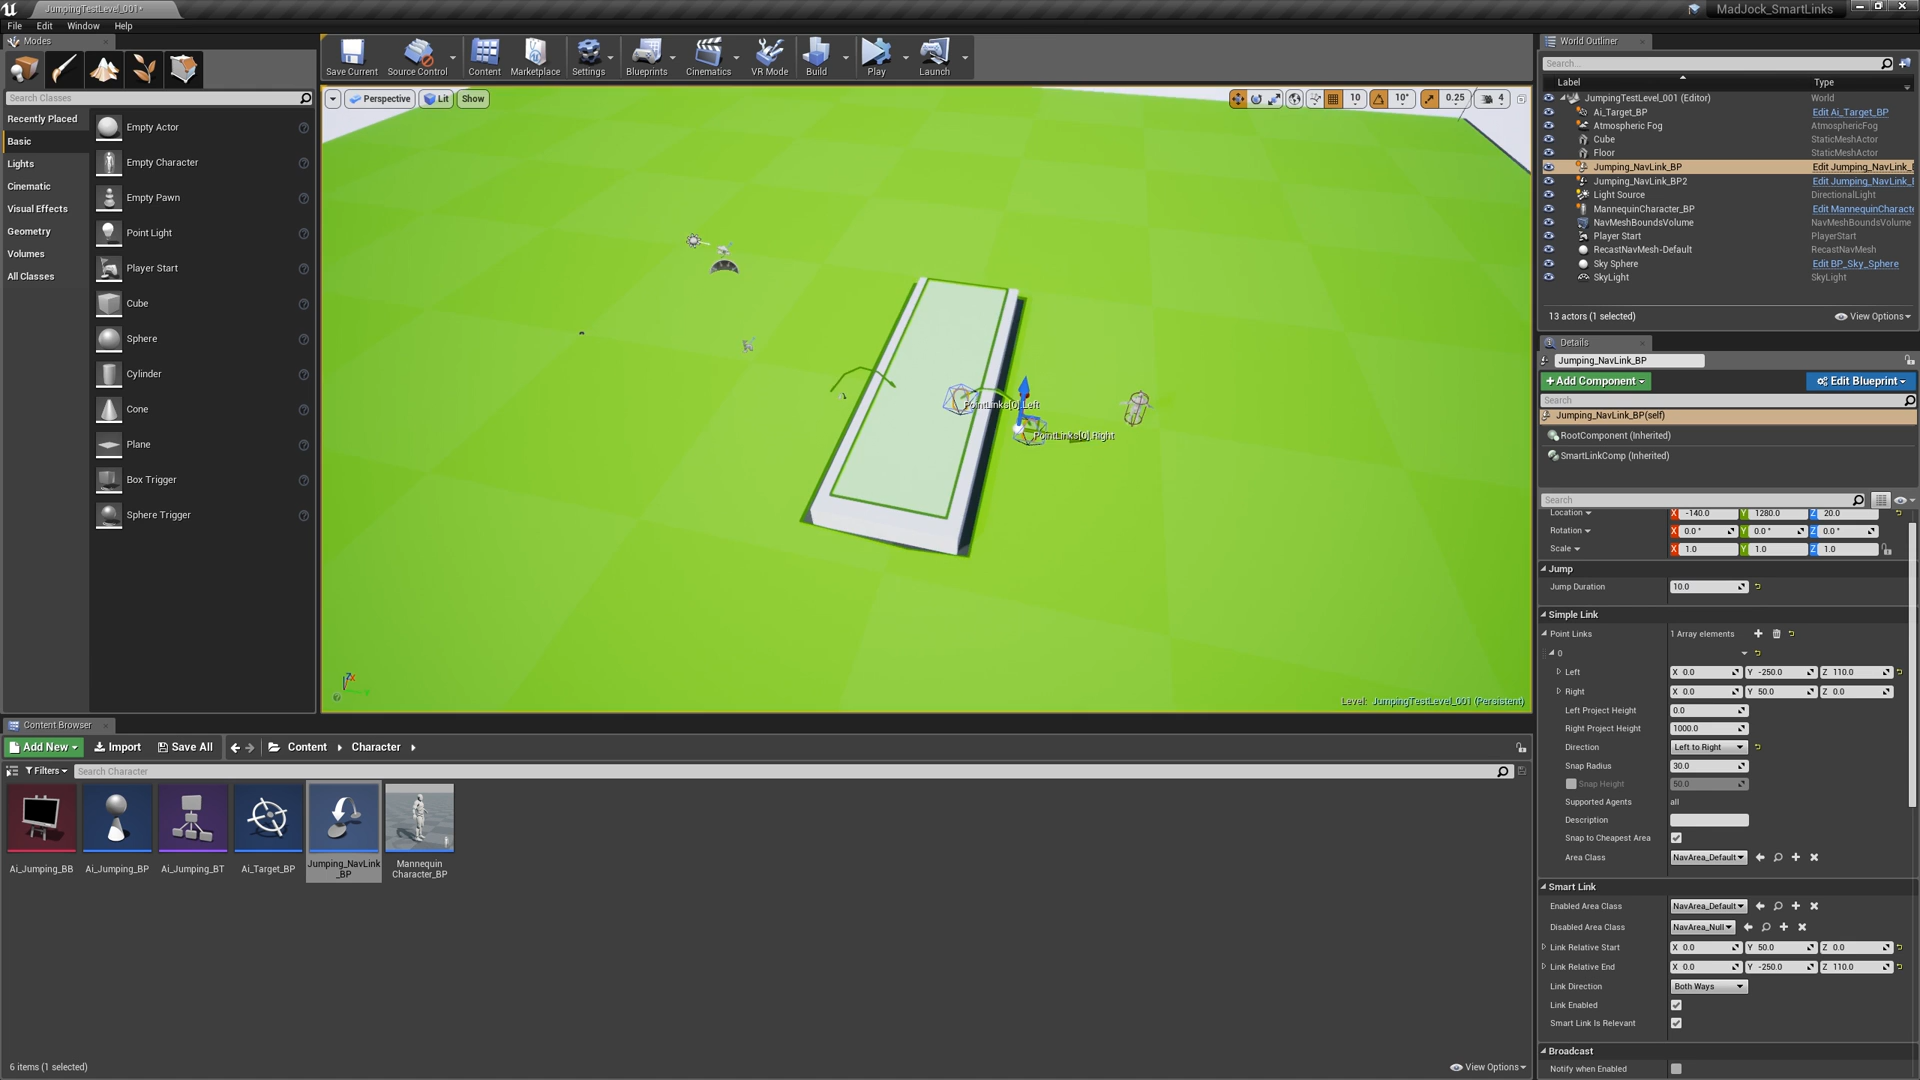 JumpingTestLevel_001*
MadJock_SmartLinks
File Edit Window Help
Modes
Search Classes
Recently Placed
Basic
Lights
Cinematic
Visual Effects
Geometry
Volumes
All Classes
Empty Actor
Empty Character
Empty Pawn
Point Light
Player Start
Cube
Sphere
Cylinder
Cone
Plane
Box Trigger
Sphere Trigger
Save Current Source Control Content Marketplace Settings Blueprints Cinematics VR Mode Build Play Launch
Perspective Lit Show
10 10° 0.25 4
PointLinks[0].Left
PointLinks[0].Right
Level: JumpingTestLevel_001 (Persistent)
World Outliner
Search...
Label Type
JumpingTestLevel_001 (Editor) World
Ai_Target_BP Edit Ai_Target_BP
Atmospheric Fog AtmosphericFog
Cube StaticMeshActor
Floor StaticMeshActor
Jumping_NavLink_BP Edit Jumping_NavLink_
Jumping_NavLink_BP2 Edit Jumping_NavLink_
Light Source DirectionalLight
MannequinCharacter_BP Edit MannequinCharacte
NavMeshBoundsVolume NavMeshBoundsVolume
Player Start PlayerStart
RecastNavMesh-Default RecastNavMesh
Sky Sphere Edit BP_Sky_Sphere
SkyLight SkyLight
13 actors (1 selected) View Options
Details
Jumping_NavLink_BP
+Add Component Edit Blueprint
Search
Jumping_NavLink_BP(self)
RootComponent (Inherited)
SmartLinkComp (Inherited)
Search
Location X -140.0 Y 1280.0 Z 20.0
Rotation X 0.0 ° Y 0.0 ° Z 0.0 °
Scale X 1.0 Y 1.0 Z 1.0
Jump
Jump Duration 10.0
Simple Link
Point Links 1 Array elements
0
Left X 0.0 Y -250.0 Z 110.0
Right X 0.0 Y 50.0 Z 0.0
Left Project Height 0.0
Right Project Height 1000.0
Direction Left to Right
Snap Radius 30.0
Snap Height 50.0
Supported Agents all
Description
Snap to Cheapest Area
Area Class NavArea_Default
Smart Link
Enabled Area Class NavArea_Default
Disabled Area Class NavArea_Null
Link Relative Start X 0.0 Y 50.0 Z 0.0
Link Relative End X 0.0 Y -250.0 Z 110.0
Link Direction Both Ways
Link Enabled
Smart Link Is Relevant
Broadcast
Notify when Enabled
Content Browser
Add New Import Save All Content Character
Filters Search Character
Ai_Jumping_BB
Ai_Jumping_BP
Ai_Jumping_BT
Ai_Target_BP
Jumping_NavLink
_BP
Mannequin
Character_BP
6 items (1 selected) View Options